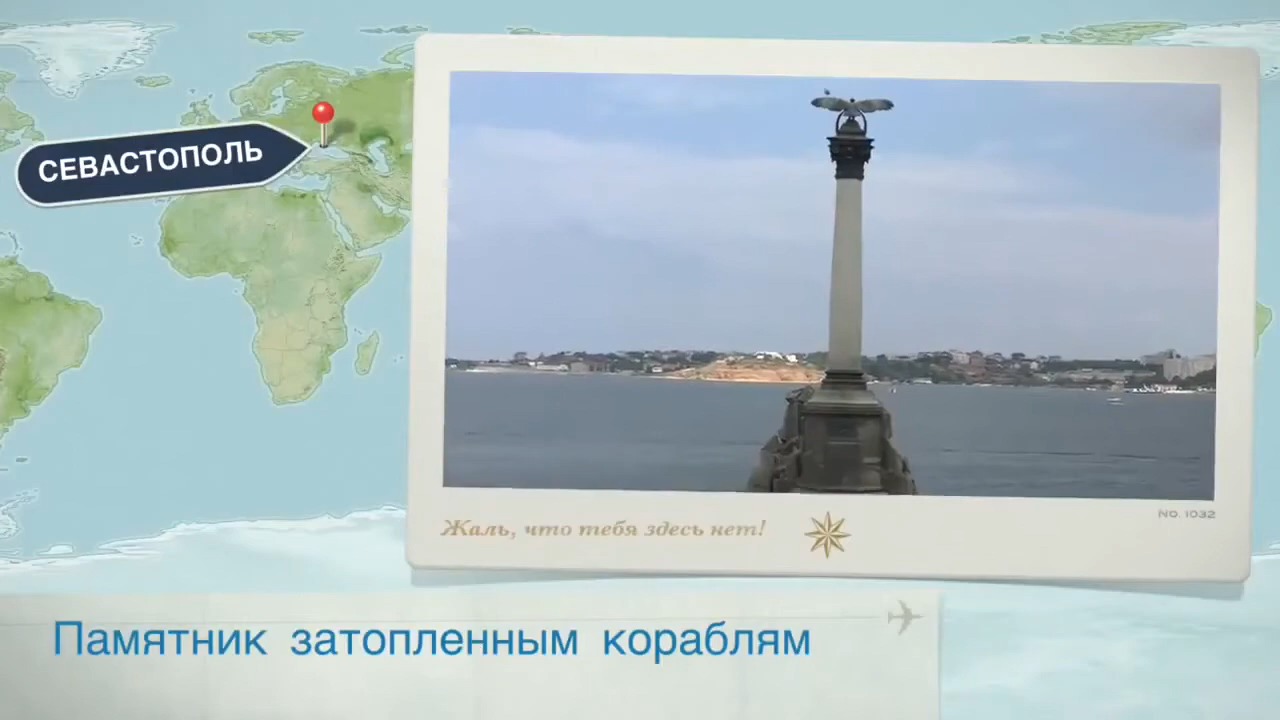 СЕВАСТОПОЛЬ
Жаль, что тебя здесь нет!
No. 1032
Памятник затопленным кораблям